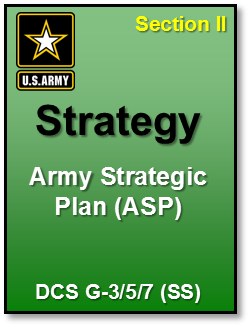 Section II
U.S.ARMY
Strategy
Army Strategic
Plan (ASP)
DCS G-3/5/7 (SS)